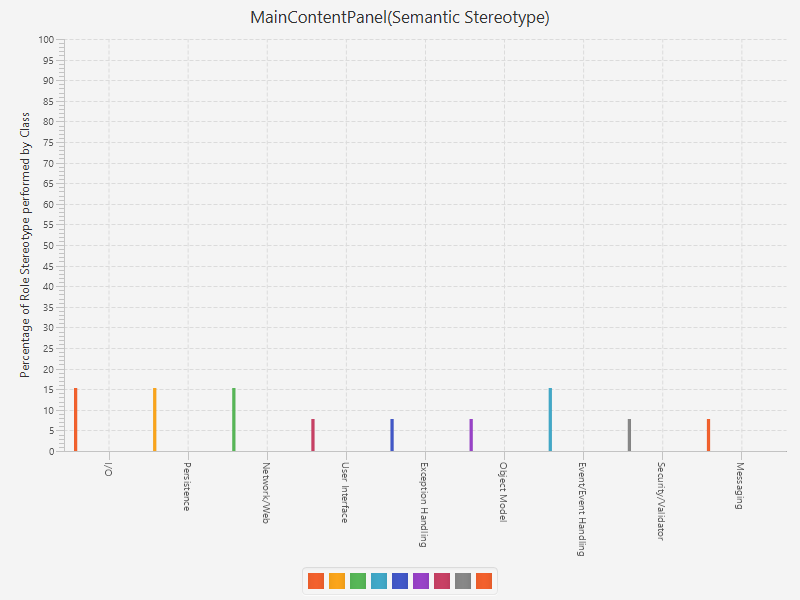 MainContentPanel(Semantic Stereotype)
Percentage of Role Stereotype performed by Class
100
95
90
85
80
75
70
65
60
55
50
45
40
35
30
25
20
15
10
5
0
I/O
Persistence
Network/Web
User Interface
Exception Handling
Object Model
Event/Event Handling
Security/Validator
Messaging